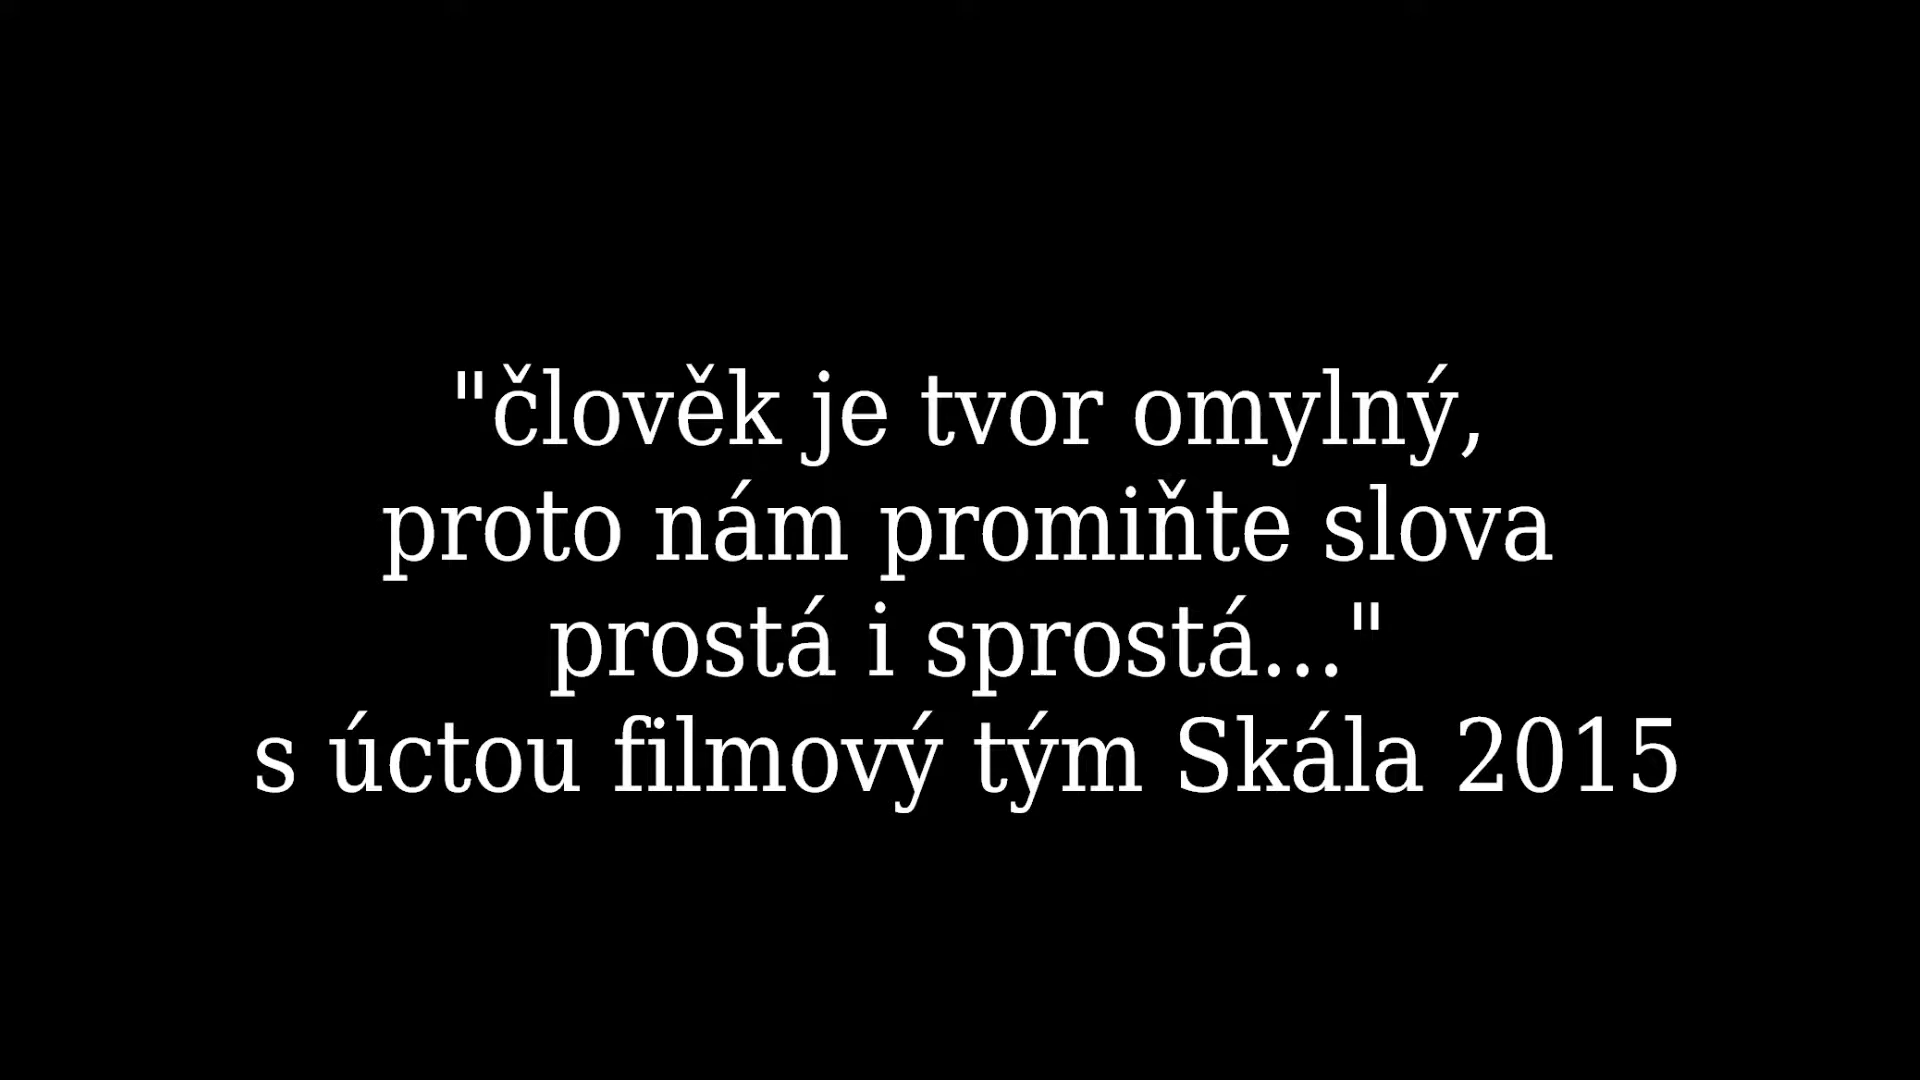 "člověk je tvor omylný,
proto nám promiňte slova
prostá i sprostá..."
s úctou filmový tým Skála 2015